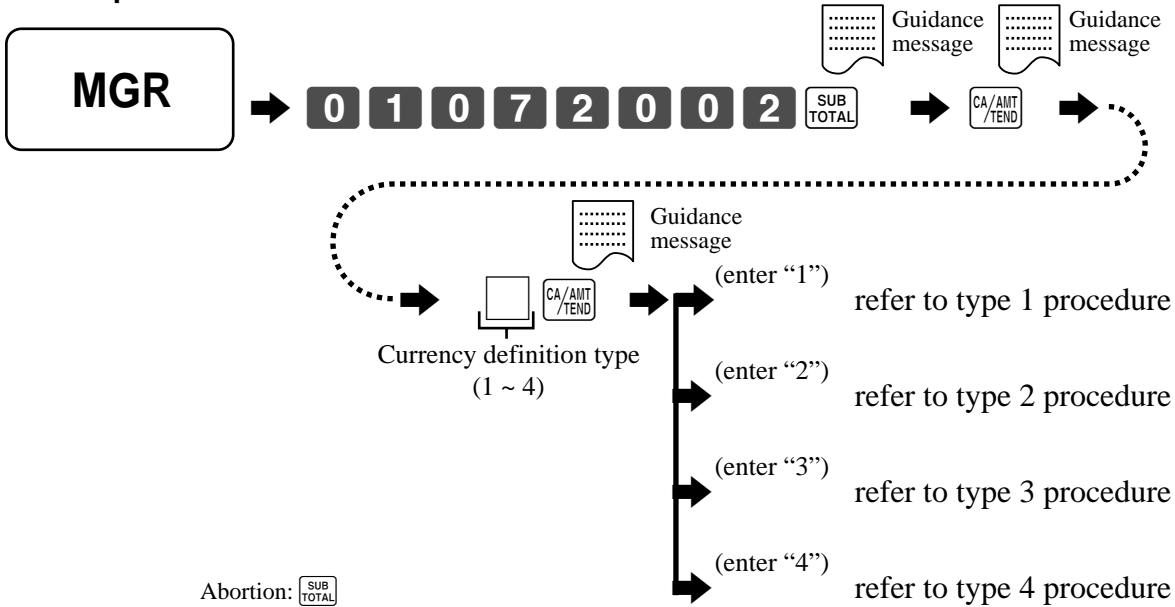 Guidance message
Guidance message
MGR
0 1 0 7 2 0 0 2 SUB TOTAL CA/AMT/TEND
Guidance message
CA/AMT/TEND
Currency definition type
(1 ~ 4)
(enter “1”)
refer to type 1 procedure
(enter “2”)
refer to type 2 procedure
(enter “3”)
refer to type 3 procedure
(enter “4”)
refer to type 4 procedure
Abortion: SUB TOTAL